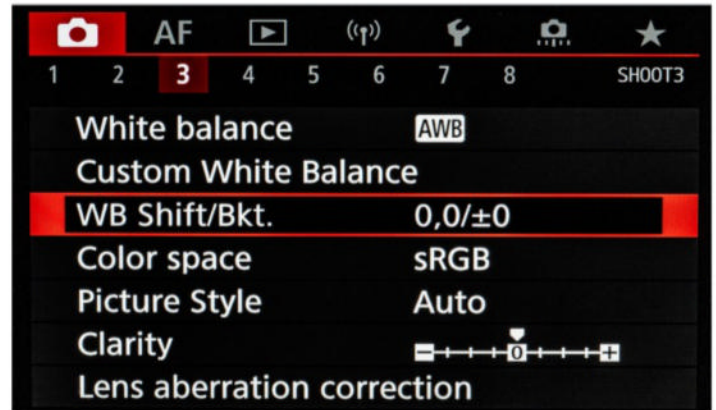 AF
1 2 3 4 5 6 7 8 SHOOT3
White balance AWB
Custom White Balance
WB Shift/Bkt. 0,0/±0
Color space sRGB
Picture Style Auto
Clarity 0
Lens aberration correction